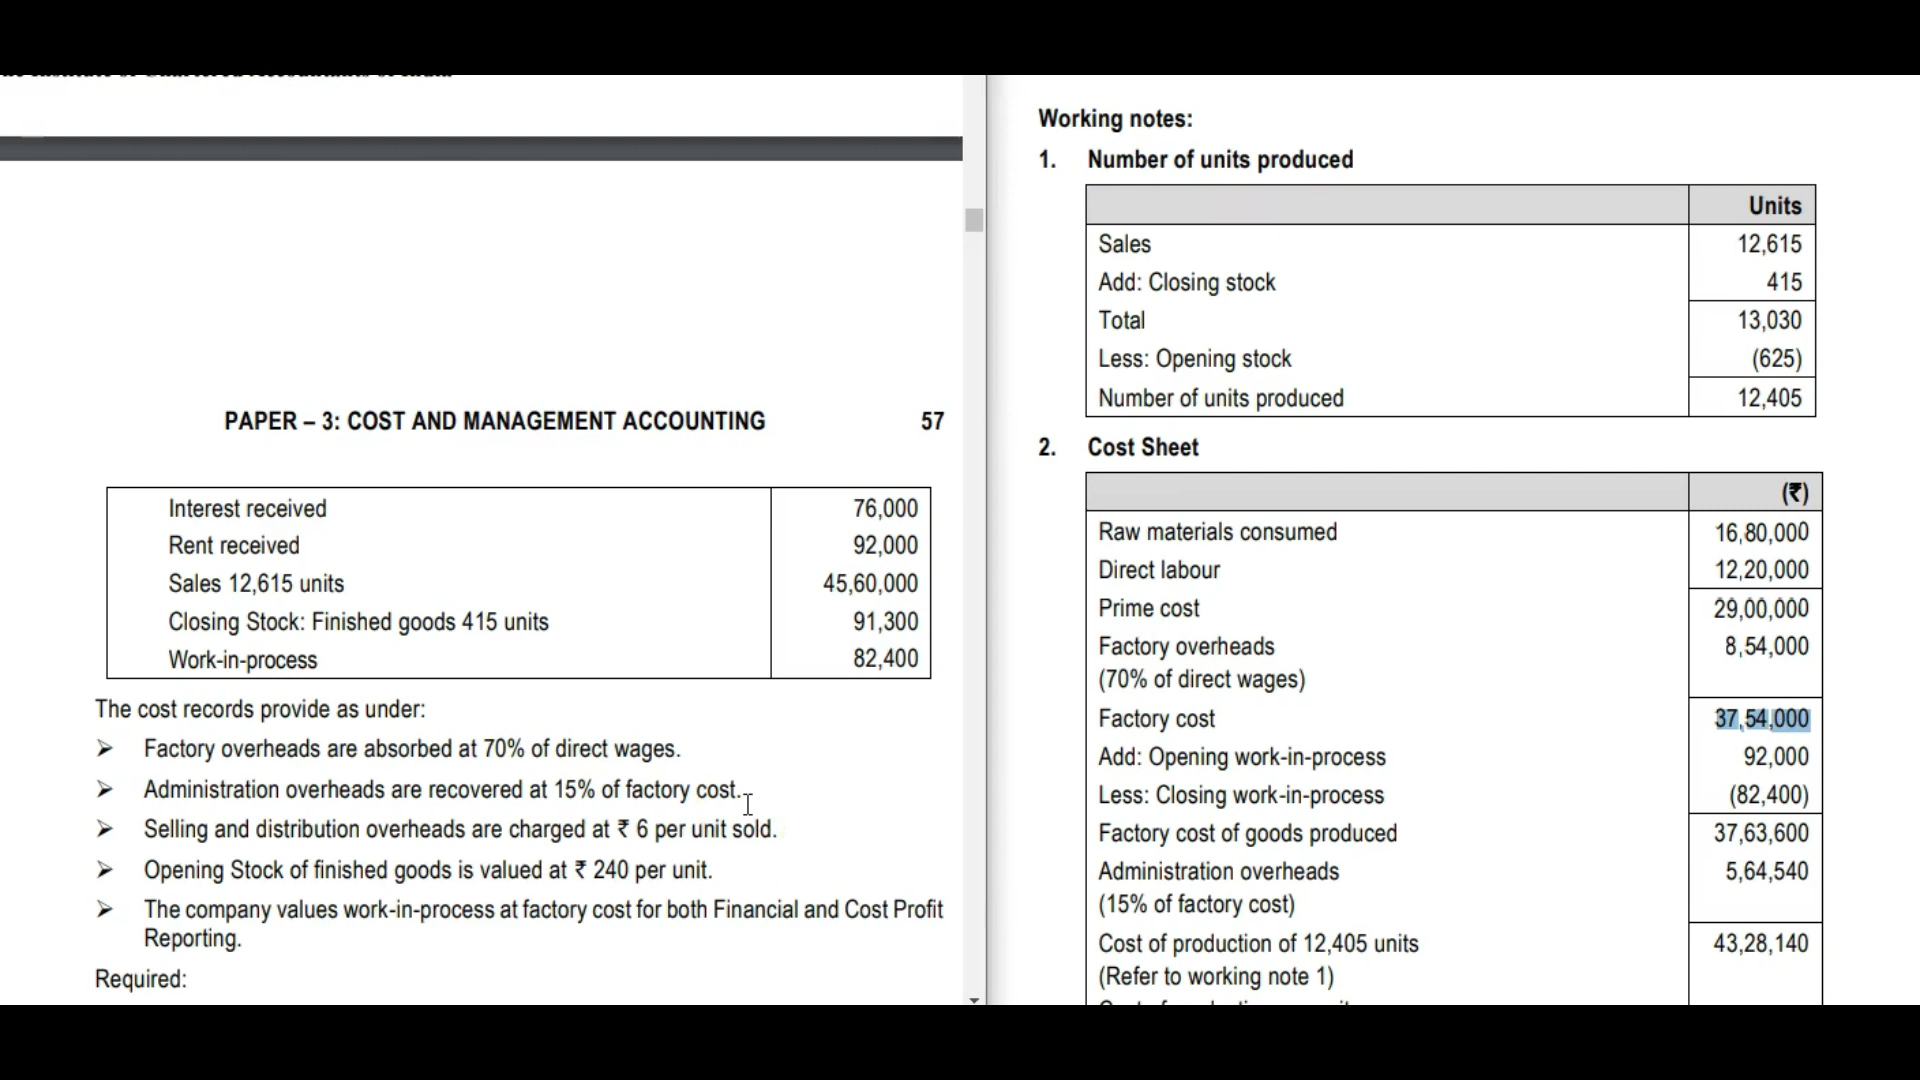 PAPER – 3: COST AND MANAGEMENT ACCOUNTING 57
Interest received 76,000
Rent received 92,000
Sales 12,615 units 45,60,000
Closing Stock: Finished goods 415 units 91,300
Work-in-process 82,400
The cost records provide as under:
➢ Factory overheads are absorbed at 70% of direct wages.
➢ Administration overheads are recovered at 15% of factory cost.
➢ Selling and distribution overheads are charged at ₹ 6 per unit sold.
➢ Opening Stock of finished goods is valued at ₹ 240 per unit.
➢ The company values work-in-process at factory cost for both Financial and Cost Profit
Reporting.
Required:
Working notes:
1. Number of units produced
Units
Sales 12,615
Add: Closing stock 415
Total 13,030
Less: Opening stock (625)
Number of units produced 12,405
2. Cost Sheet
(₹)
Raw materials consumed 16,80,000
Direct labour 12,20,000
Prime cost 29,00,000
Factory overheads 8,54,000
(70% of direct wages)
Factory cost 37,54,000
Add: Opening work-in-process 92,000
Less: Closing work-in-process (82,400)
Factory cost of goods produced 37,63,600
Administration overheads 5,64,540
(15% of factory cost)
Cost of production of 12,405 units 43,28,140
(Refer to working note 1)